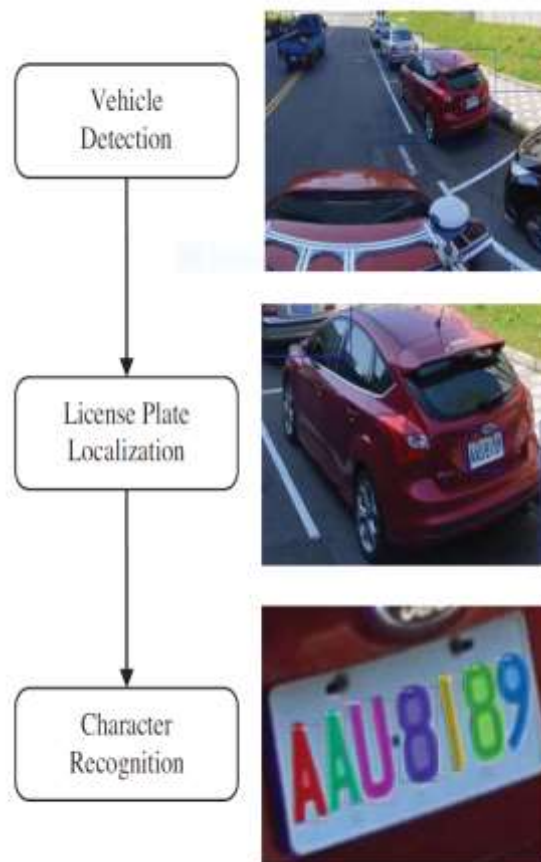 Vehicle
Detection
License Plate
Localization
Character
Recognition
AAU·8189